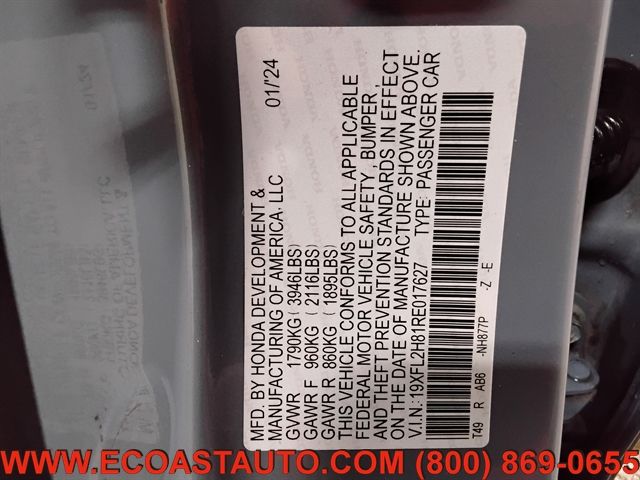 MFD. BY HONDA DEVELOPMENT &
MANUFACTURING OF AMERICA, LLC 01/'24
GVWR 1790KG (3946LBS)
GAWR F 960KG (2116LBS)
GAWR R 860KG (1895LBS)
THIS VEHICLE CONFORMS TO ALL APPLICABLE
FEDERAL MOTOR VEHICLE SAFETY, BUMPER,
AND THEFT PREVENTION STANDARDS IN EFFECT
ON THE DATE OF MANUFACTURE SHOWN ABOVE.
V.I.N.: 19XFL2H81RE017627 TYPE: PASSENGER CAR
T49 R AB6 -NH877P -Z -E
WWW.ECOASTAUTO.COM (800) 869-0655